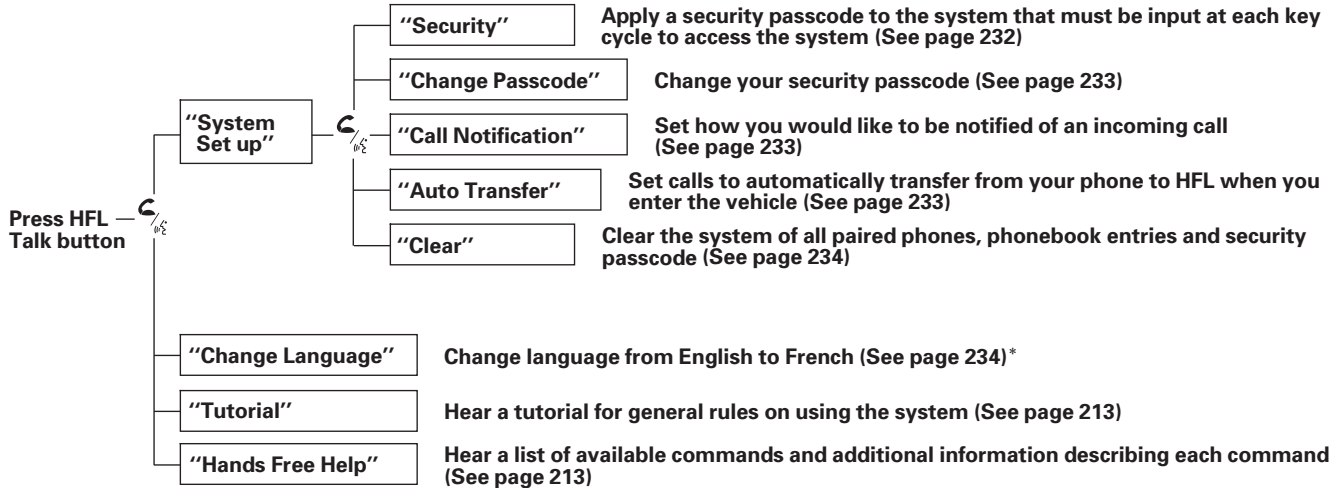 "Security"
Apply a security passcode to the system that must be input at each key
cycle to access the system (See page 232)
"Change Passcode"
Change your security passcode (See page 233)
"System
Set up"
"Call Notification"
Set how you would like to be notified of an incoming call
(See page 233)
"Auto Transfer"
Set calls to automatically transfer from your phone to HFL when you
enter the vehicle (See page 233)
Press HFL
Talk button
"Clear"
Clear the system of all paired phones, phonebook entries and security
passcode (See page 234)
"Change Language"
Change language from English to French (See page 234)*
"Tutorial"
Hear a tutorial for general rules on using the system (See page 213)
"Hands Free Help"
Hear a list of available commands and additional information describing each command
(See page 213)